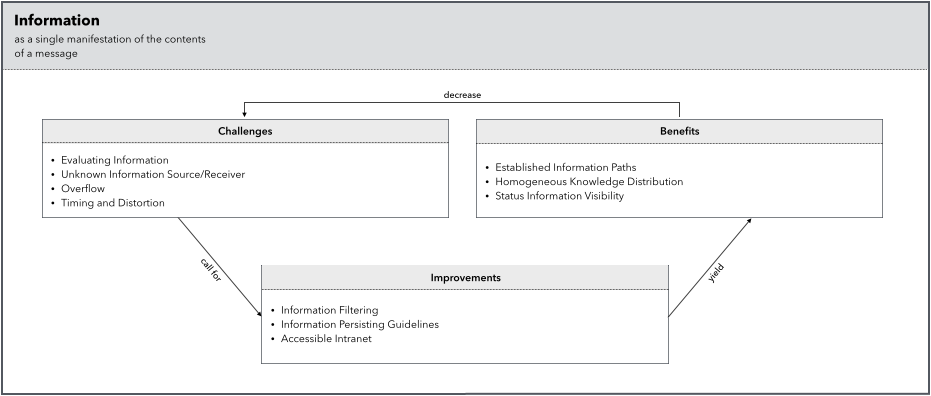 Information
as a single manifestation of the contents
of a message
decrease
Challenges
• Evaluating Information
• Unknown Information Source/Receiver
• Overflow
• Timing and Distortion
Benefits
• Established Information Paths
• Homogeneous Knowledge Distribution
• Status Information Visibility
call for
yield
Improvements
• Information Filtering
• Information Persisting Guidelines
• Accessible Intranet